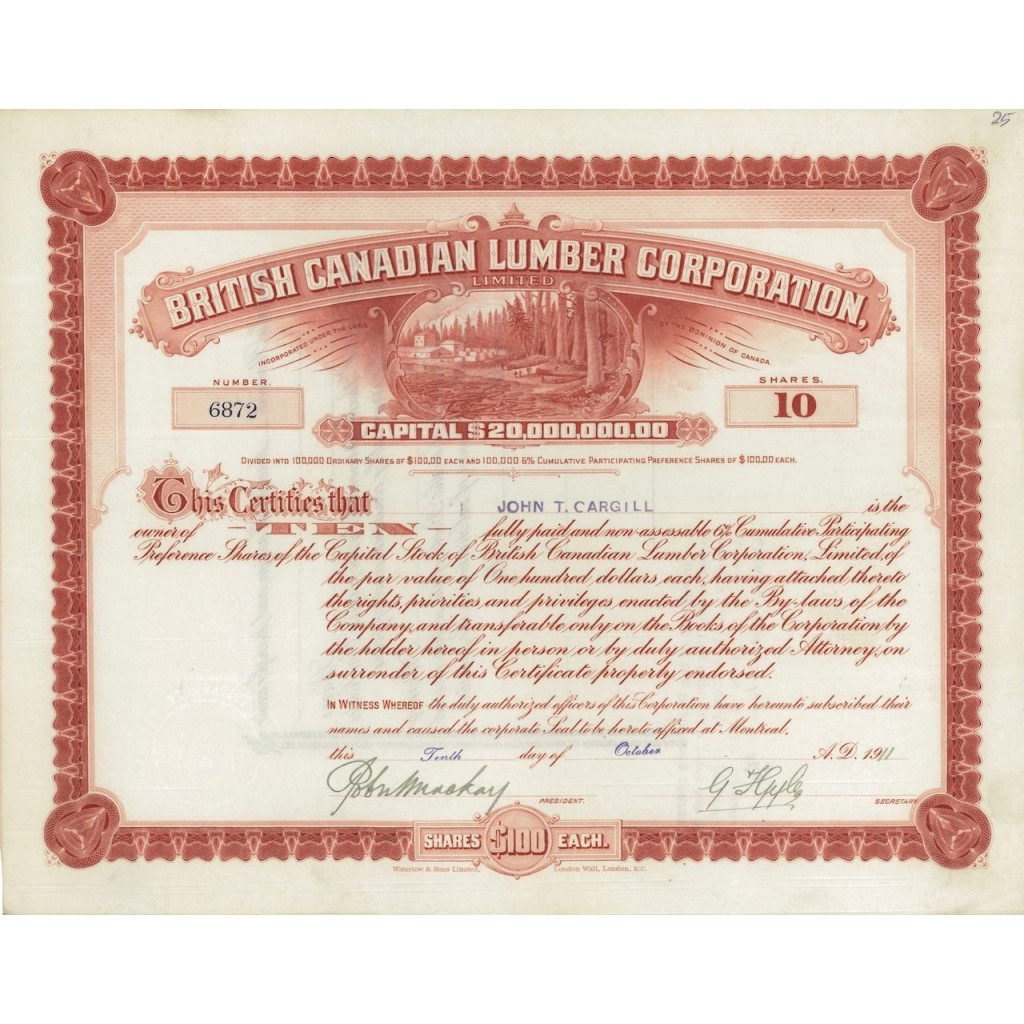 25
BRITISH CANADIAN LUMBER CORPORATION,
LIMITED
INCORPORATED UNDER THE LAWS OF THE DOMINION OF CANADA.
NUMBER. SHARES.
6872 10
CAPITAL $20,000,000.00
DIVIDED INTO 100,000 ORDINARY SHARES OF $100.00 EACH AND 100,000 6% CUMULATIVE PARTICIPATING PREFERENCE SHARES OF $100.00 EACH.
This Certifies that JOHN T. CARGILL is the
owner of -TEN- fully paid and non-assessable 6% Cumulative Participating
Preference Shares of the Capital Stock of British Canadian Lumber Corporation, Limited, of
the par value of One hundred dollars each, having attached thereto
the rights, priorities and privileges enacted by the By-laws of the
Company, and transferable only on the Books of the Corporation by
the holder hereof in person or by duly authorized Attorney, on
surrender of this Certificate properly endorsed.
IN WITNESS WHEREOF the duly authorized officers of this Corporation have hereunto subscribed their
names and caused the corporate Seal to be hereto affixed at Montreal,
this Tenth day of October A.D. 1911
Robt Mackay
PRESIDENT. SECRETARY.
SHARES $100 EACH.
Waterlow & Sons Limited, London Wall, London, E.C.